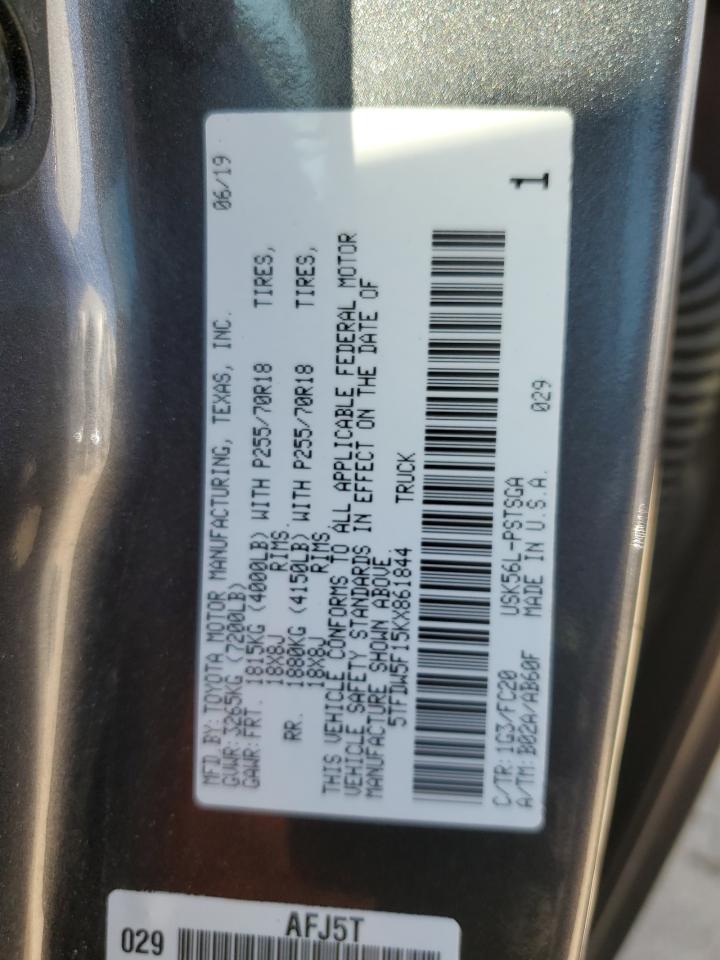 MFD BY: TOYOTA MOTOR MANUFACTURING, TEXAS, INC. 06/19
GVWR: 3265KG (7200LB)
GAWR: FRT. 1815KG (4000LB) WITH P255/70R18 TIRES,
18X8J RIMS.
RR. 1880KG (4150LB) WITH P255/70R18 TIRES,
18X8J RIMS
THIS VEHICLE CONFORMS TO ALL APPLICABLE FEDERAL MOTOR
VEHICLE SAFETY STANDARDS IN EFFECT ON THE DATE OF
MANUFACTURE SHOWN ABOVE.
5TFDW5F15KX861844 TRUCK
1
C/TR: 1G3/FC20 USK56L-PSTSGA 029
A/TM: B02A/AB60F MADE IN U.S.A.
AFJ5T
029